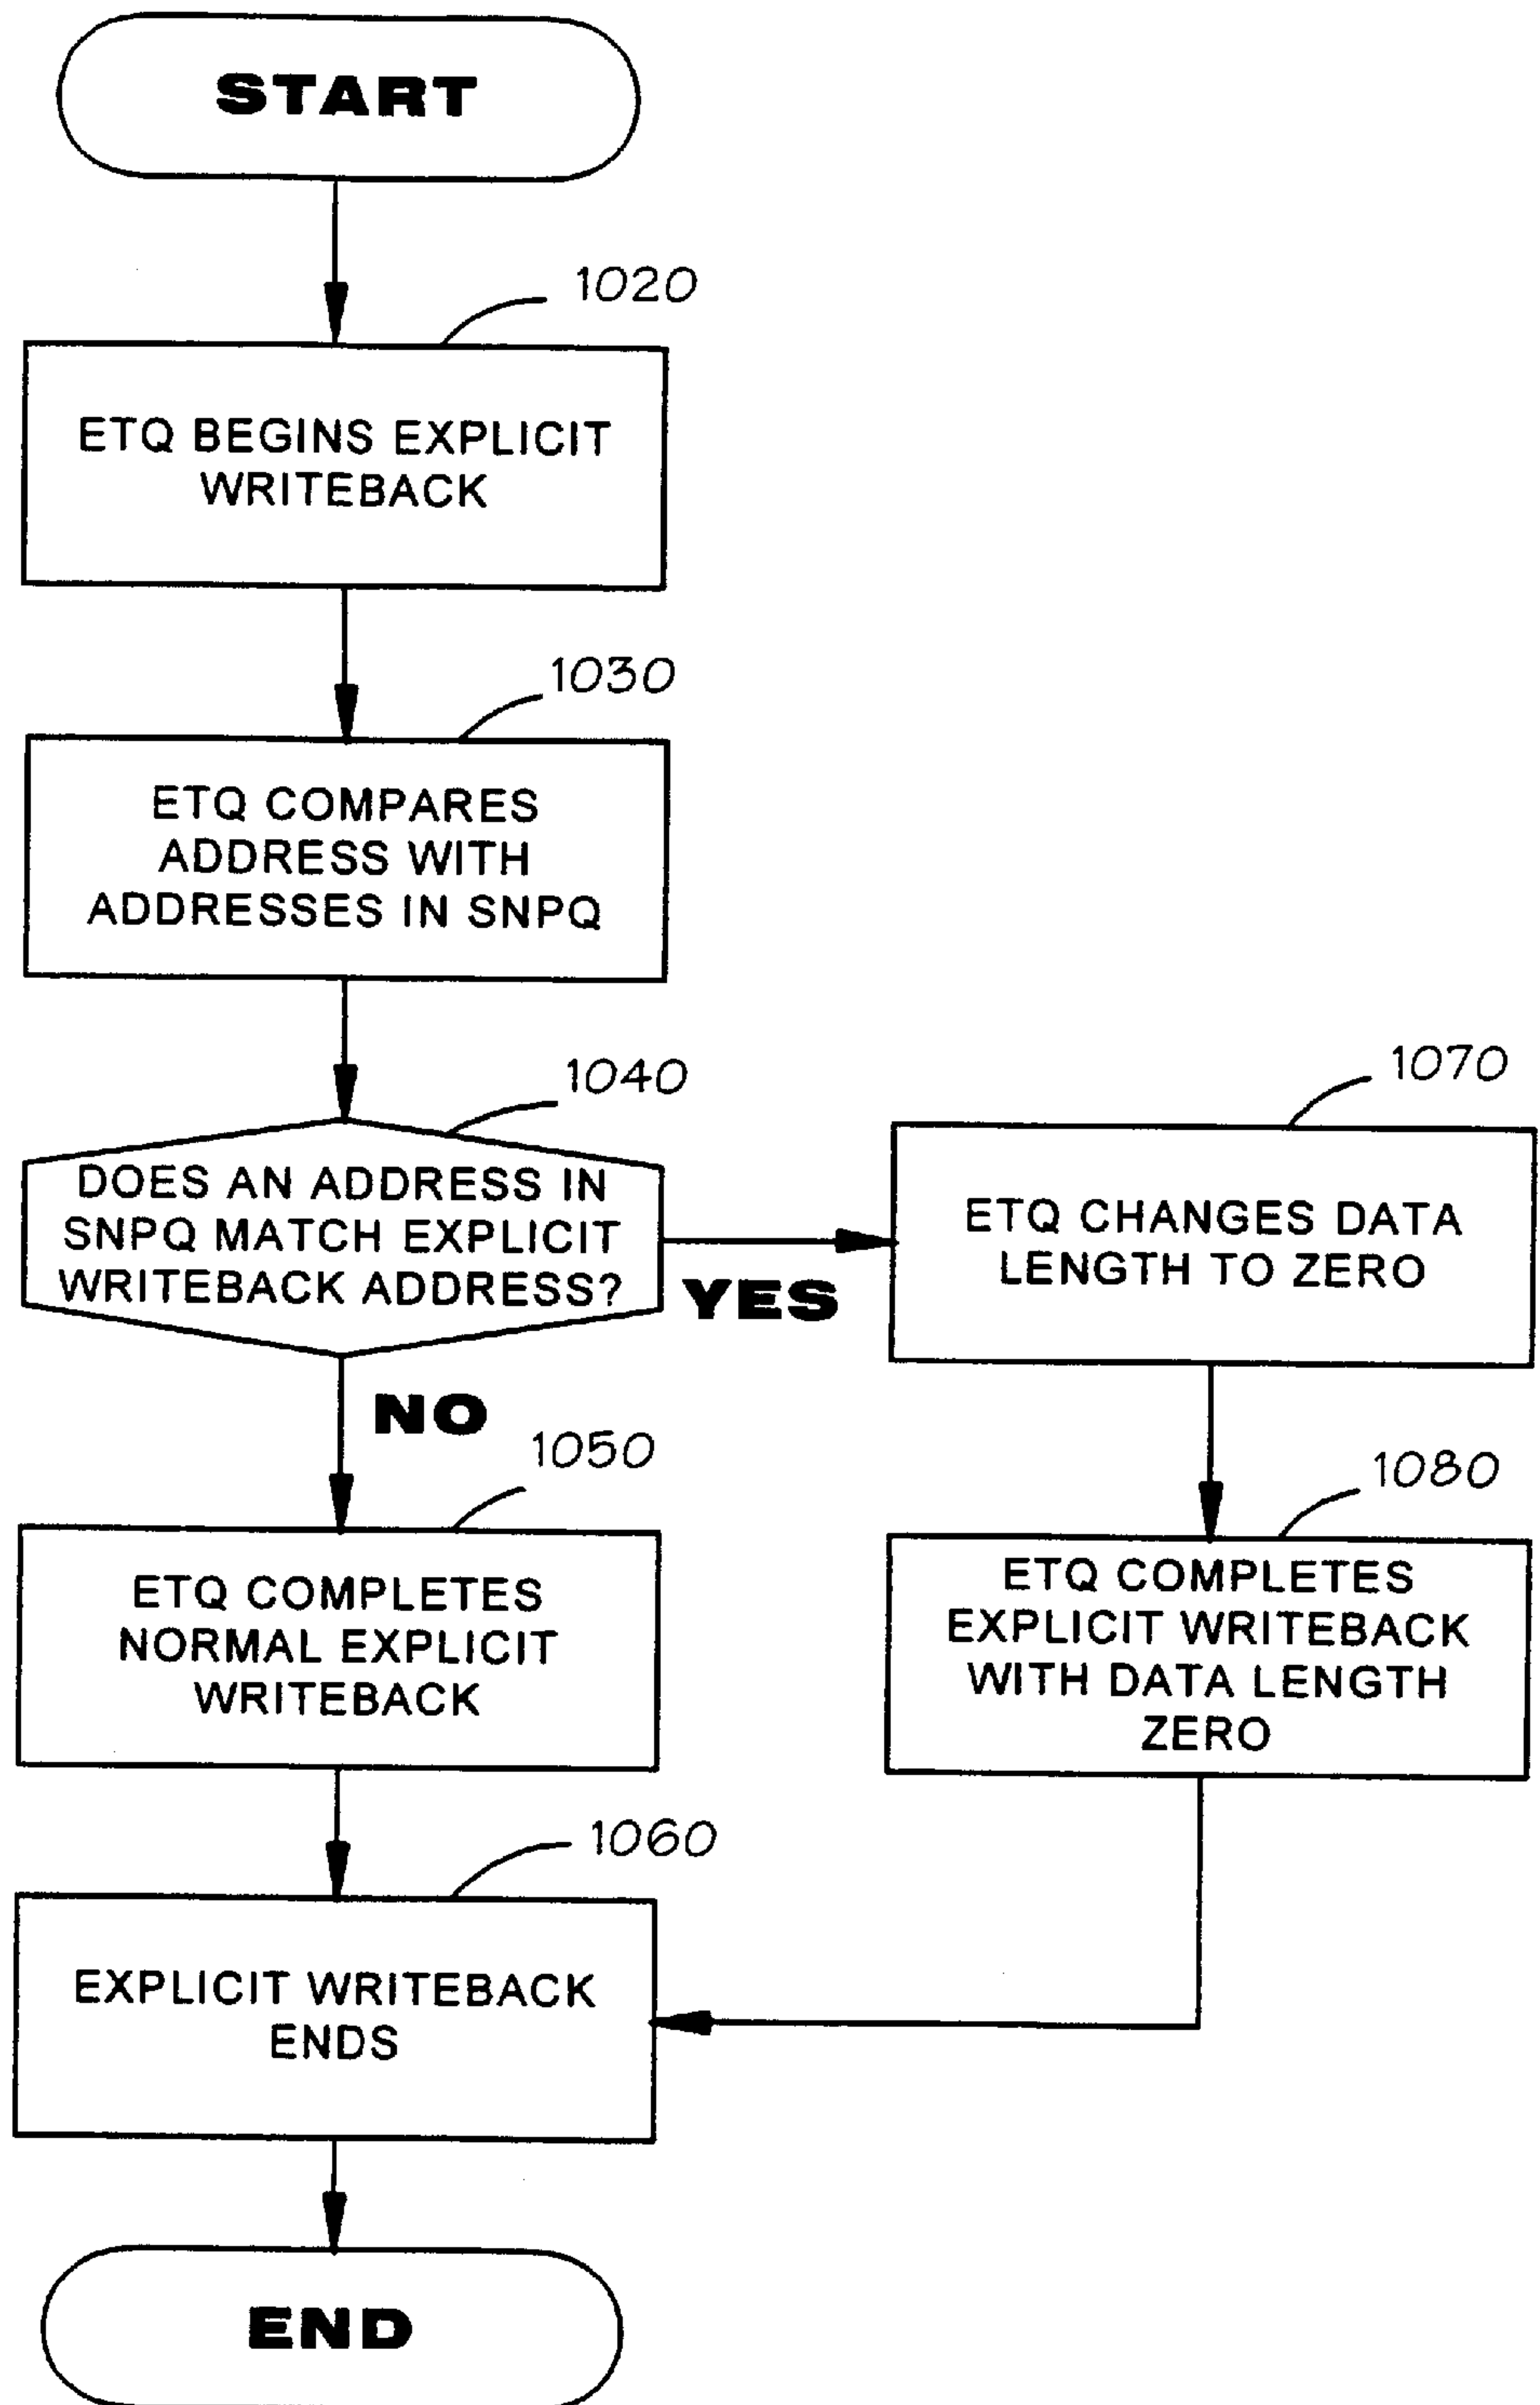 START
1020
ETQ BEGINS EXPLICIT
WRITEBACK
1030
ETQ COMPARES
ADDRESS WITH
ADDRESSES IN SNPQ
1040
DOES AN ADDRESS IN
SNPQ MATCH EXPLICIT
WRITEBACK ADDRESS?
YES
NO
1070
ETQ CHANGES DATA
LENGTH TO ZERO
1050
ETQ COMPLETES
NORMAL EXPLICIT
WRITEBACK
1080
ETQ COMPLETES
EXPLICIT WRITEBACK
WITH DATA LENGTH
ZERO
1060
EXPLICIT WRITEBACK
ENDS
END